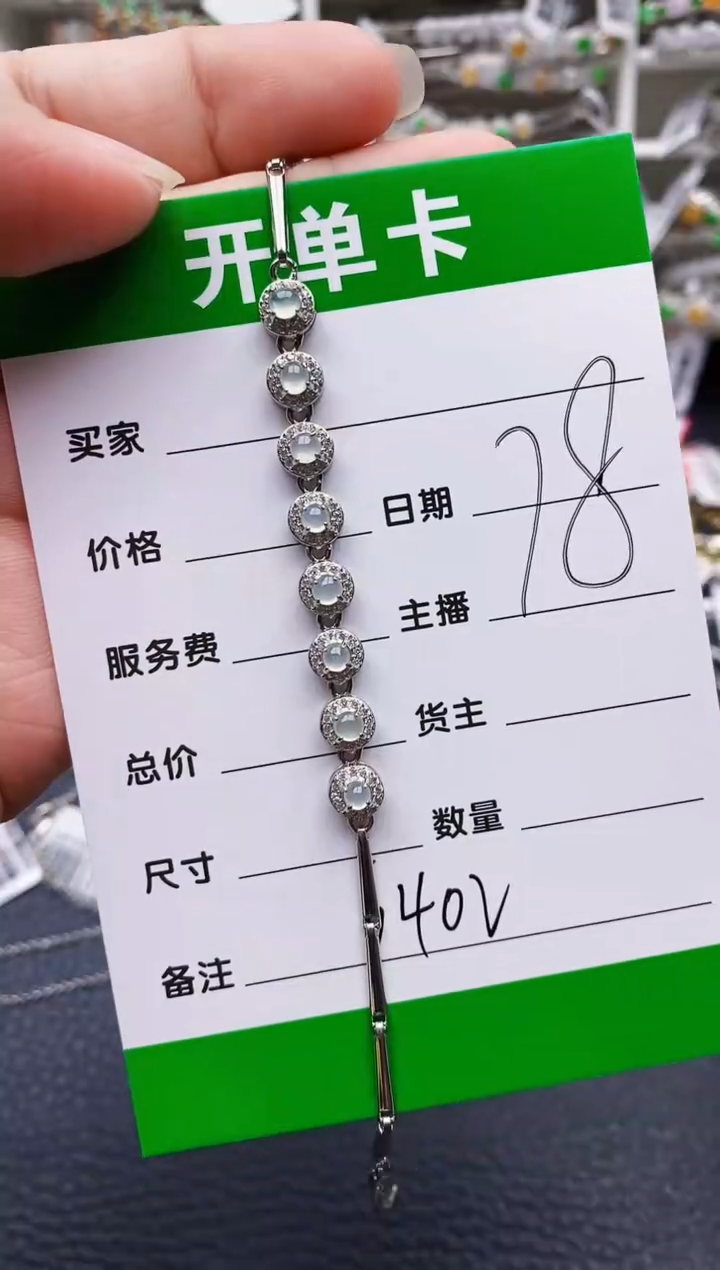 开单卡
78
买家
价格 日期
服务费 主播
总价 货主
尺寸 数量
40V
备注